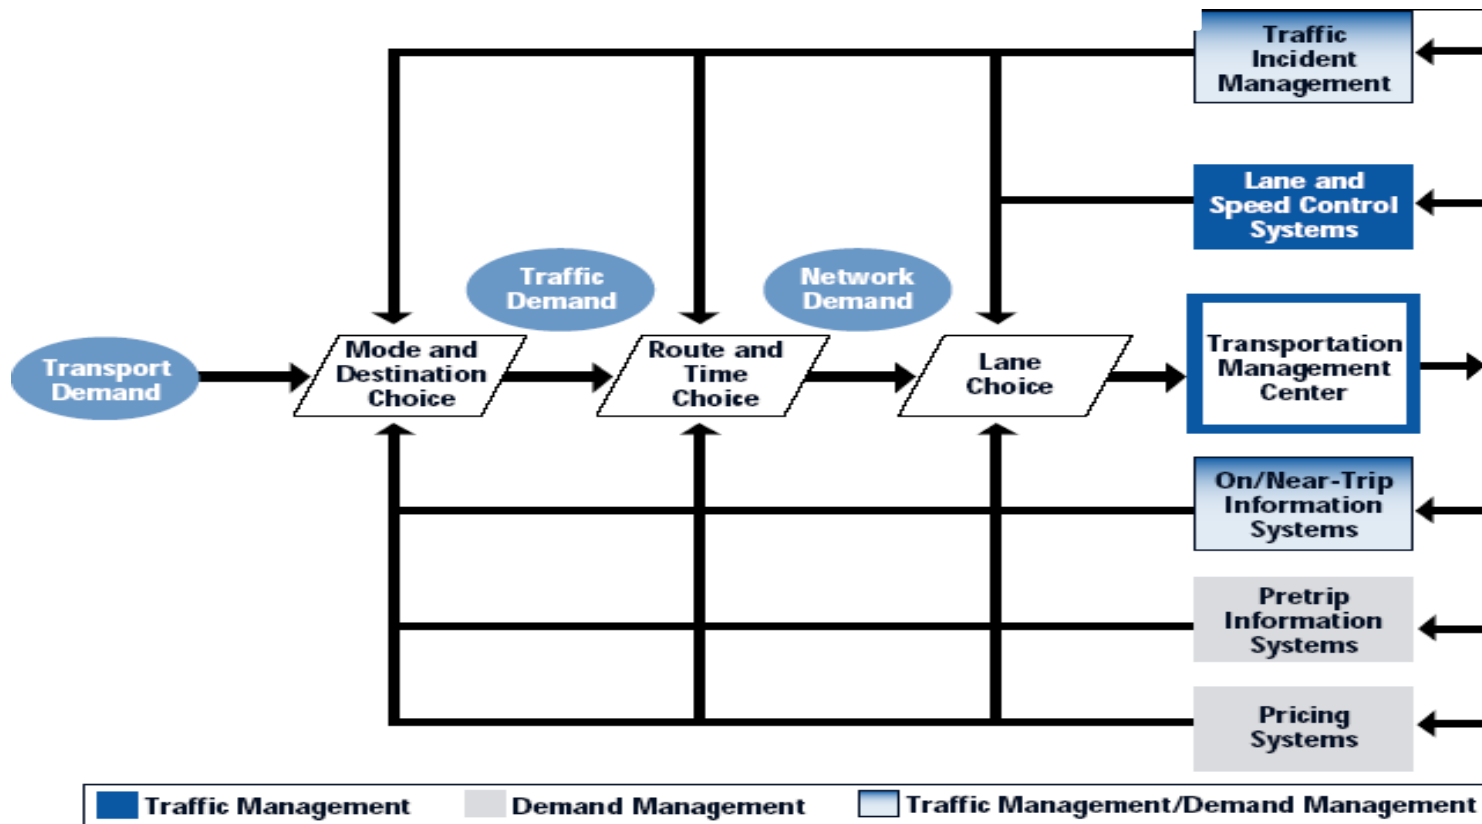 Traffic
Incident
Management
Lane and
Speed Control
Systems
Traffic
Demand
Network
Demand
Transport
Demand
Mode and
Destination
Choice
Route and
Time
Choice
Lane
Choice
Transportation
Management
Center
On/Near-Trip
Information
Systems
Pretrip
Information
Systems
Pricing
Systems
Traffic Management
Demand Management
Traffic Management/Demand Management